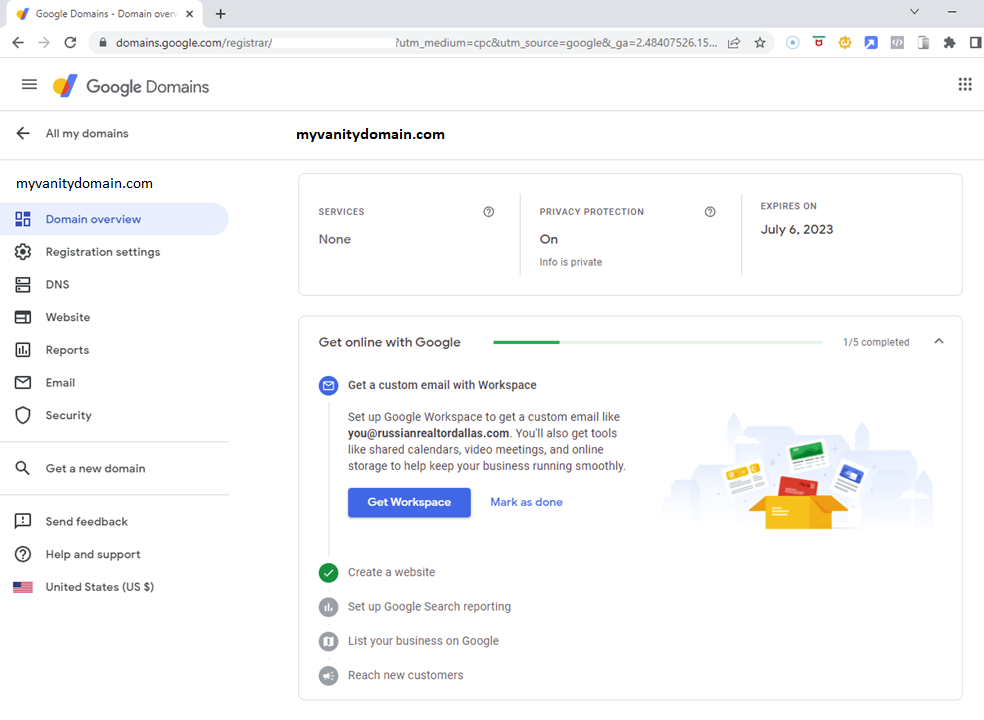 Google Domains - Domain overv
domains.google.com/registrar/ ?utm_medium=cpc&utm_source=google&_ga=2.48407526.15...
Google Domains
All my domains
myvanitydomain.com
myvanitydomain.com
Domain overview
Registration settings
DNS
Website
Reports
Email
Security
Get a new domain
Send feedback
Help and support
United States (US $)
SERVICES
None
PRIVACY PROTECTION
On
Info is private
EXPIRES ON
July 6, 2023
Get online with Google
1/5 completed
Get a custom email with Workspace
Set up Google Workspace to get a custom email like
you@russianrealtordallas.com. You'll also get tools
like shared calendars, video meetings, and online
storage to help keep your business running smoothly.
Get Workspace
Mark as done
Create a website
Set up Google Search reporting
List your business on Google
Reach new customers